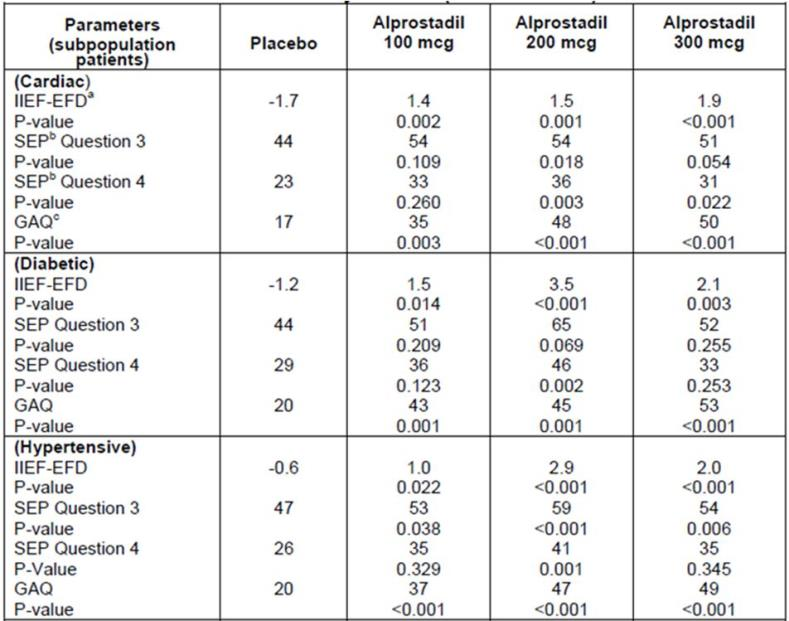 Parameters
(subpopulation
patients)
Placebo
Alprostadil
100 mcg
Alprostadil
200 mcg
Alprostadil
300 mcg
(Cardiac)
IIEF-EFDᵃ -1.7 1.4 1.5 1.9
P-value 0.002 0.001 <0.001
SEPᵇ Question 3 44 54 54 51
P-value 0.109 0.018 0.054
SEPᵇ Question 4 23 33 36 31
P-value 0.260 0.003 0.022
GAQᶜ 17 35 48 50
P-value 0.003 <0.001 <0.001
(Diabetic)
IIEF-EFD -1.2 1.5 3.5 2.1
P-value 0.014 <0.001 0.003
SEP Question 3 44 51 65 52
P-value 0.209 0.069 0.255
SEP Question 4 29 36 46 33
P-value 0.123 0.002 0.253
GAQ 20 43 45 53
P-value 0.001 0.001 <0.001
(Hypertensive)
IIEF-EFD -0.6 1.0 2.9 2.0
P-value 0.022 <0.001 <0.001
SEP Question 3 47 53 59 54
P-value 0.038 <0.001 0.006
SEP Question 4 26 35 41 35
P-Value 0.329 0.001 0.345
GAQ 20 37 47 49
P-value <0.001 <0.001 <0.001